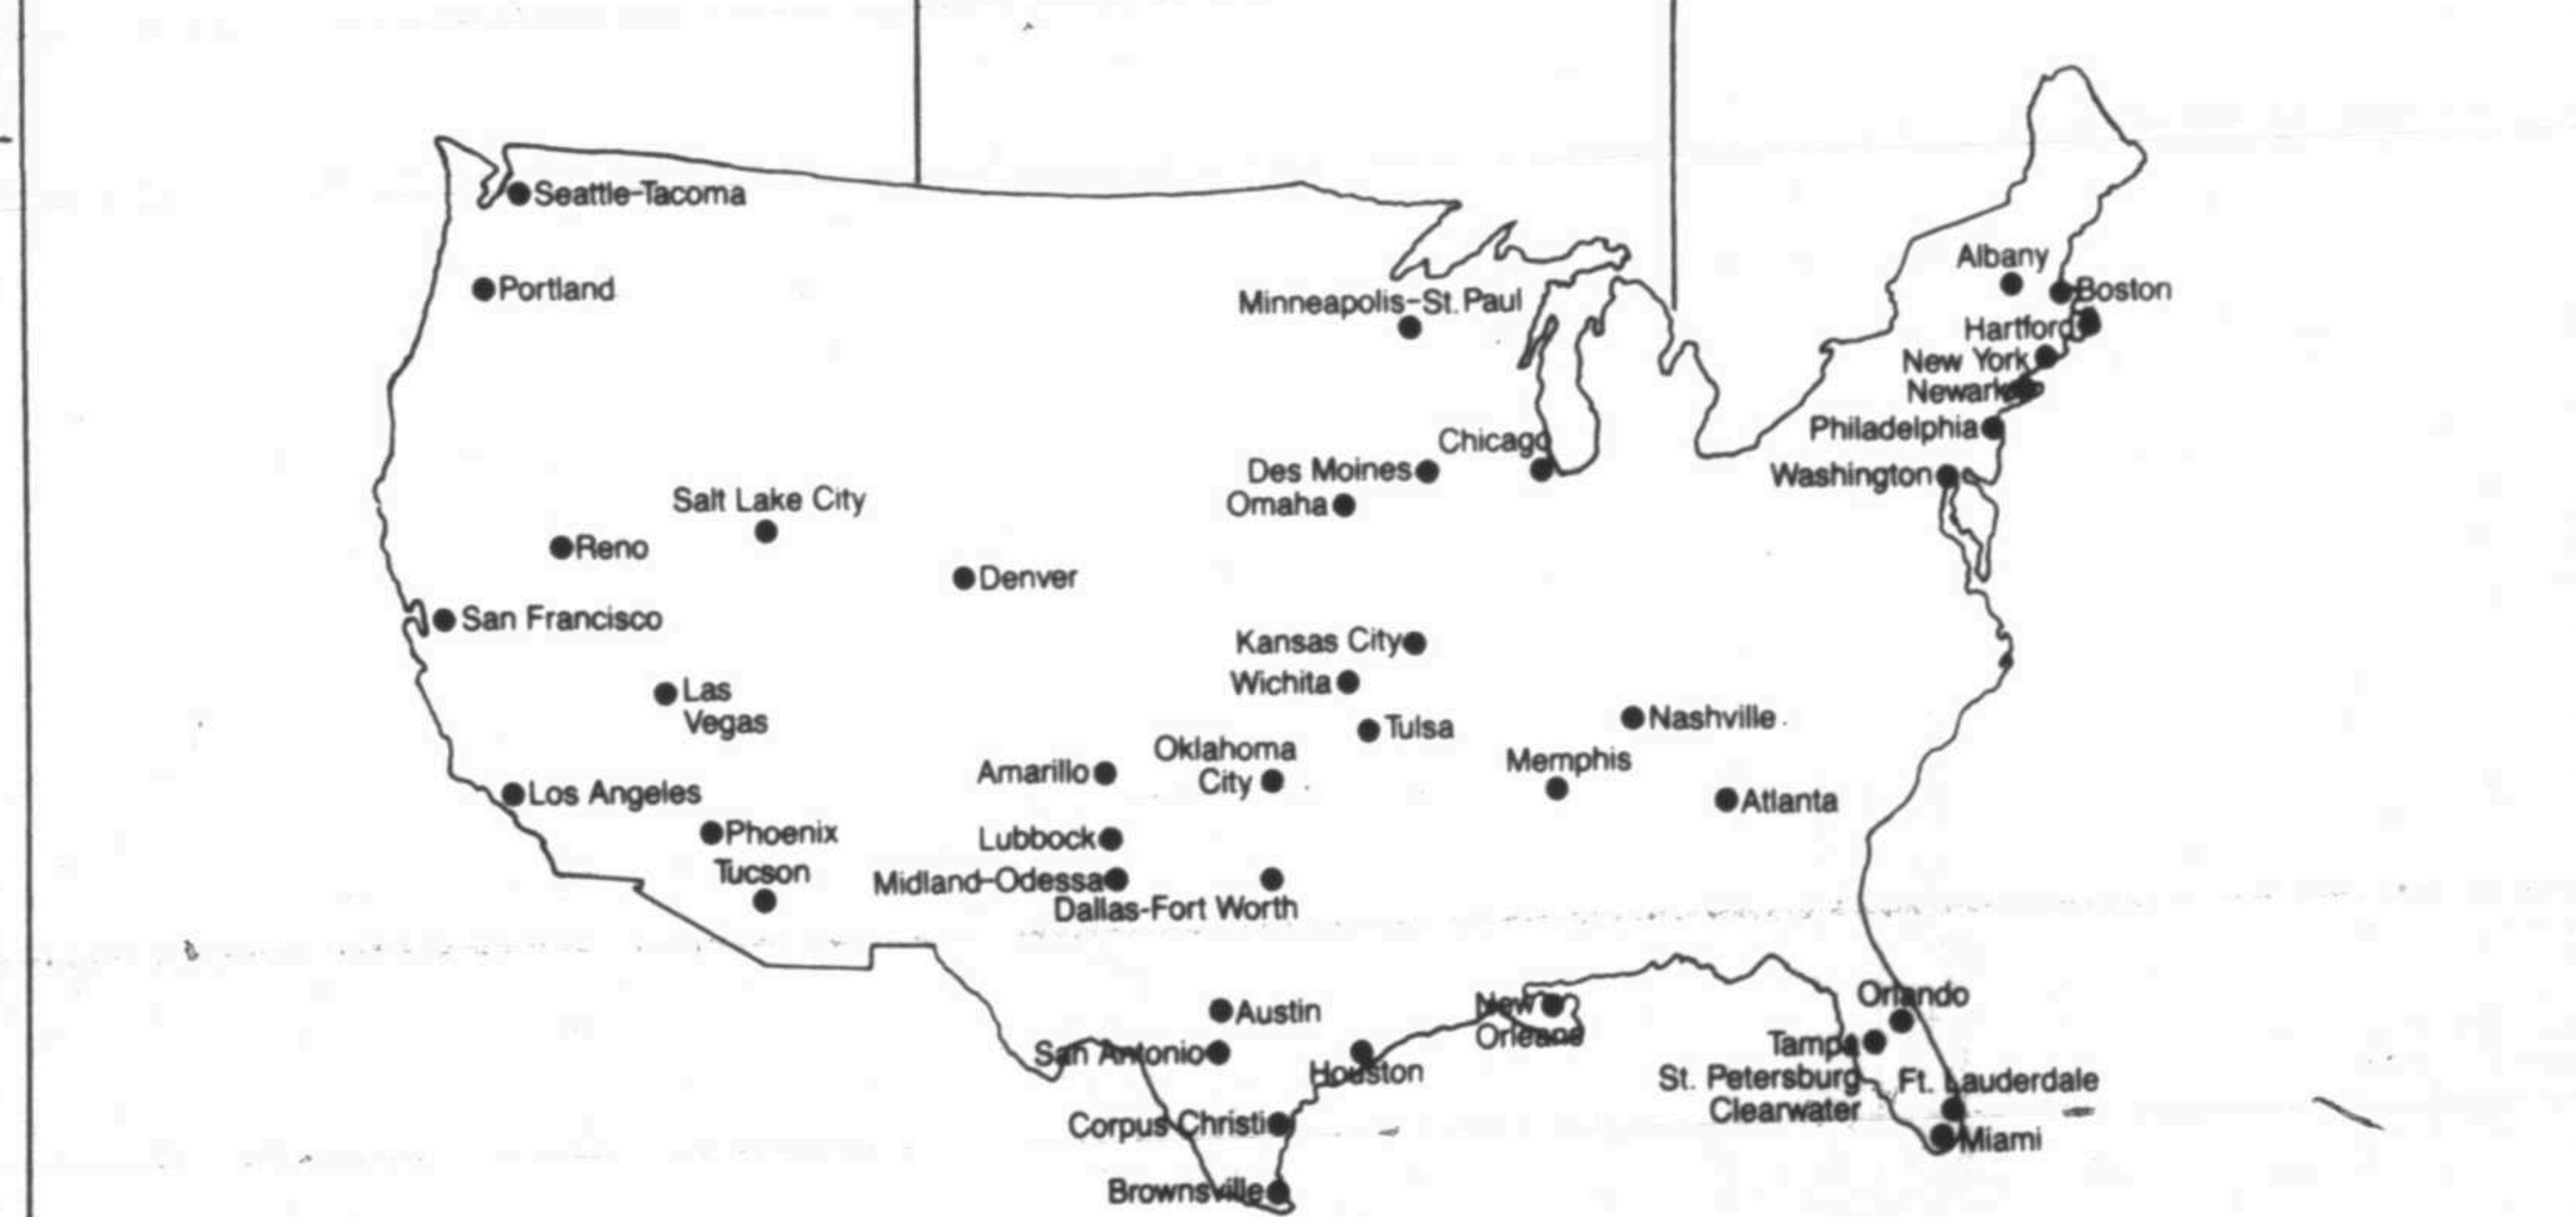 Seattle-Tacoma
Portland
Minneapolis-St. Paul
Albany
Boston
Hartford
New York
Newark
Philadelphia
Washington
Chicago
Des Moines
Omaha
Salt Lake City
Reno
Denver
San Francisco
Kansas City
Wichita
Las
Vegas
Tulsa
Nashville
Oklahoma
City
Memphis
Amarillo
Los Angeles
Atlanta
Phoenix
Lubbock
Tucson
Midland-Odessa
Dallas-Fort Worth
Austin
San Antonio
Houston
New
Orleans
Orlando
Tampa
St. Petersburg
Clearwater
Ft. Lauderdale
Corpus Christi
Miami
Brownsville